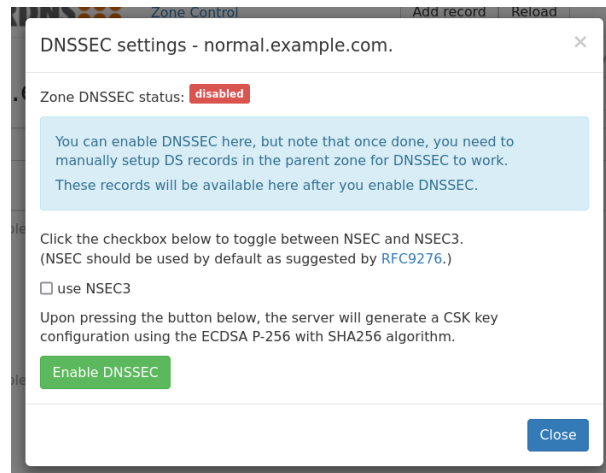 Zone Control
Add record
Reload
DNSSEC settings - normal.example.com.
×
Zone DNSSEC status: disabled
You can enable DNSSEC here, but note that once done, you need to
manually setup DS records in the parent zone for DNSSEC to work.
These records will be available here after you enable DNSSEC.
Click the checkbox below to toggle between NSEC and NSEC3.
(NSEC should be used by default as suggested by RFC9276.)
use NSEC3
Upon pressing the button below, the server will generate a CSK key
configuration using the ECDSA P-256 with SHA256 algorithm.
Enable DNSSEC
Close